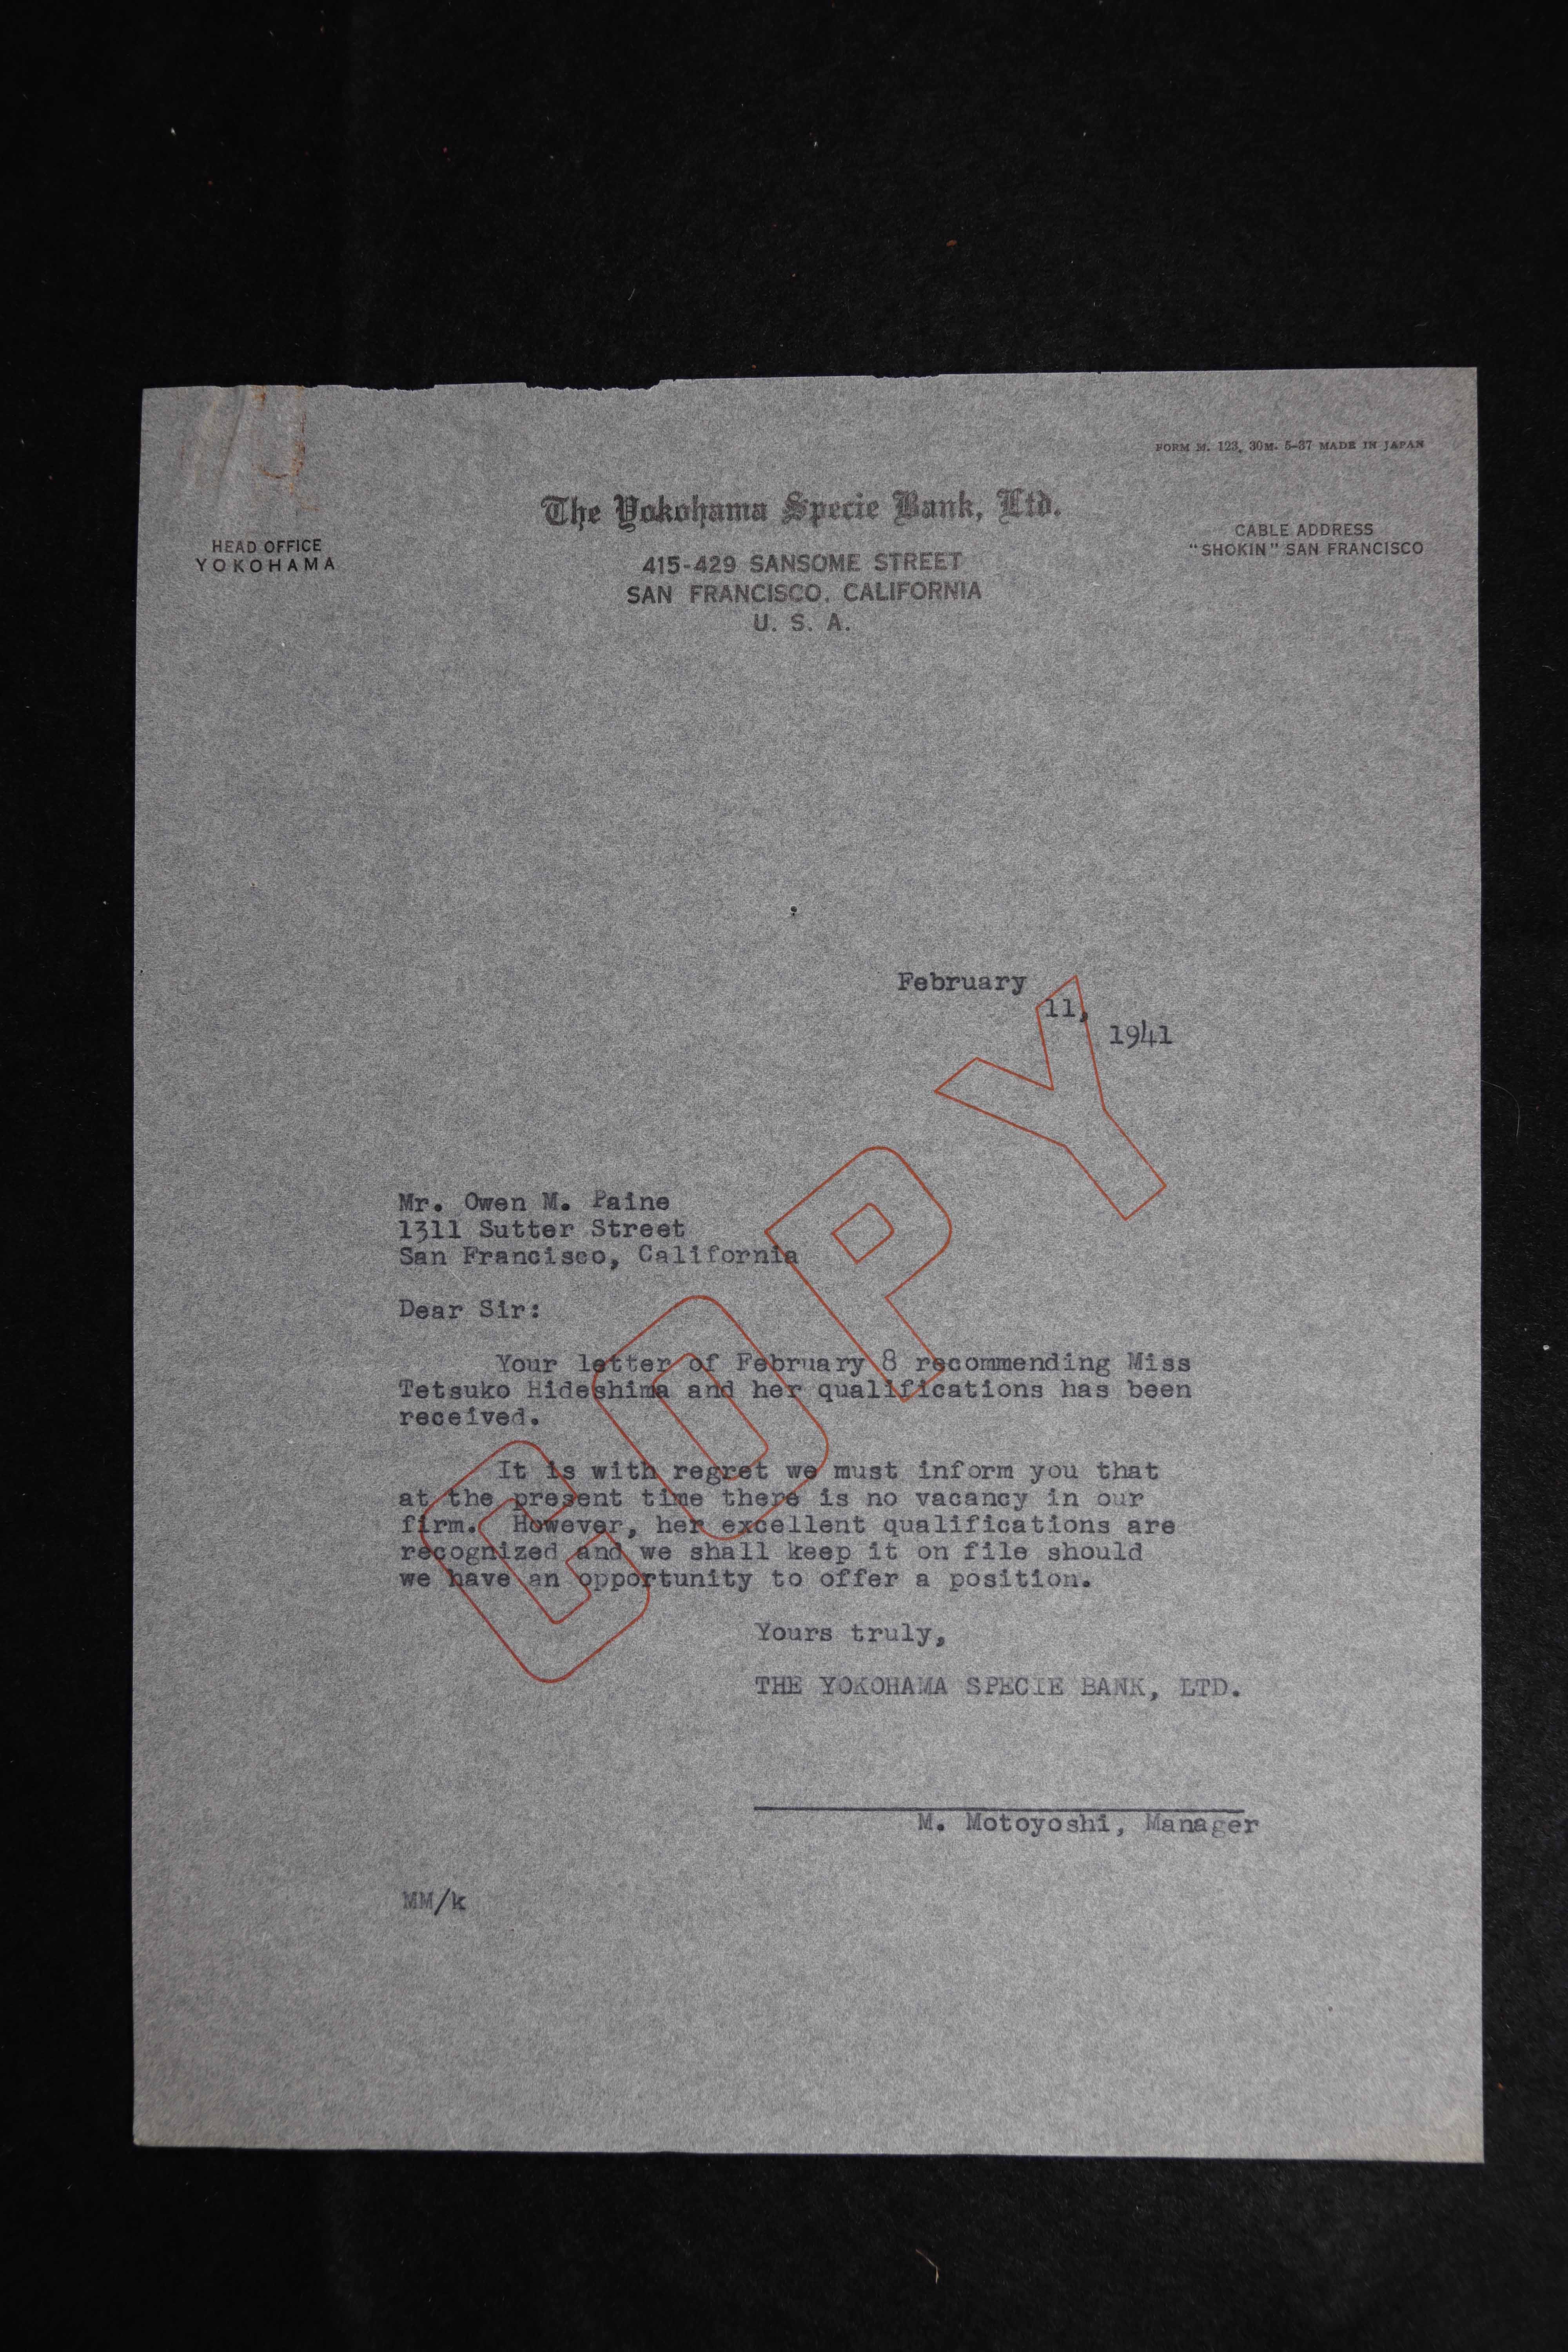 FORM M. 123, 30M. 5-37 MADE IN JAPAN
The Yokohama Specie Bank, Ltd.
HEAD OFFICE
YOKOHAMA
415-429 SANSOME STREET
SAN FRANCISCO, CALIFORNIA
U. S. A.
CABLE ADDRESS
"SHOKIN" SAN FRANCISCO
February
11,
1941
Mr. Owen M. Paine
1311 Sutter Street
San Francisco, California
Dear Sir:
Your letter of February 8 recommending Miss
Tetsuko Hideshima and her qualifications has been
received.
It is with regret we must inform you that
at the present time there is no vacancy in our
firm. However, her excellent qualifications are
recognized and we shall keep it on file should
we have an opportunity to offer a position.
Yours truly,
THE YOKOHAMA SPECIE BANK, LTD.
M. Motoyoshi, Manager
MM/k
COPY